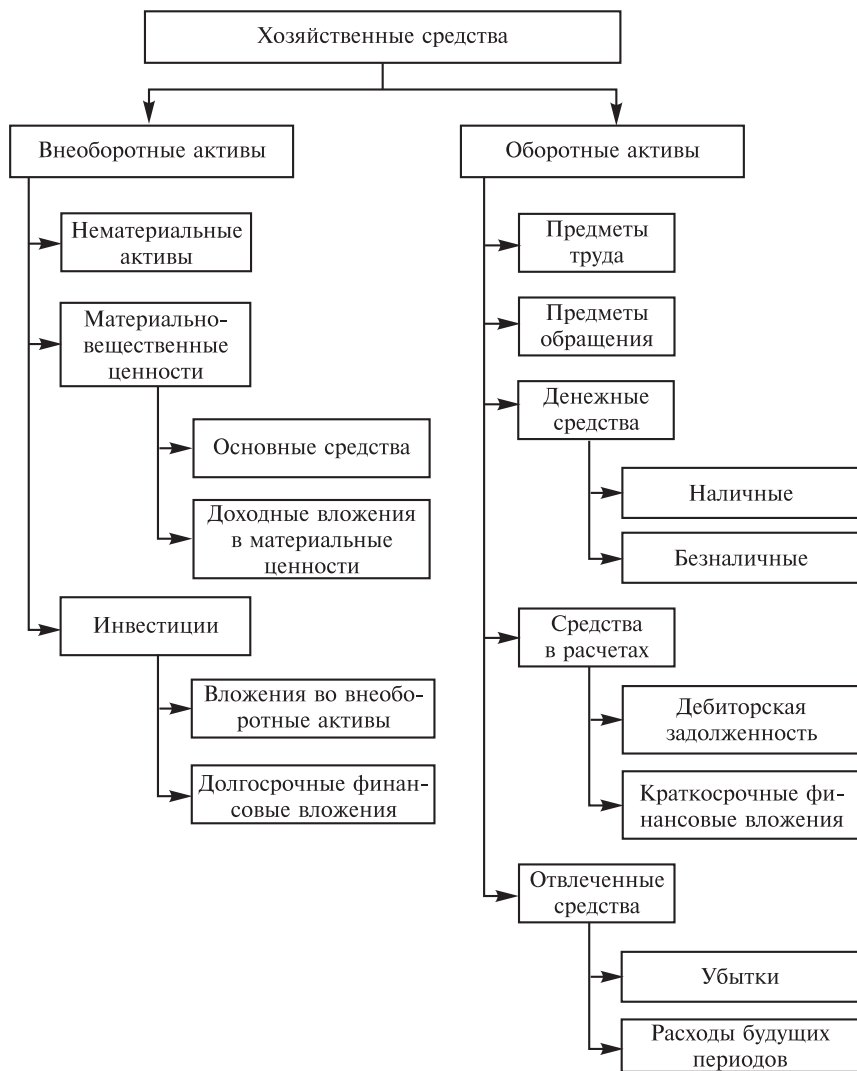 Хозяйственные средства
Внеоборотные активы
Нематериальные
активы
Материально-
вещественные
ценности
Основные средства
Доходные вложения
в материальные
ценности
Инвестиции
Вложения во внеобо-
ротные активы
Долгосрочные финан-
совые вложения
Оборотные активы
Предметы
труда
Предметы
обращения
Денежные
средства
Наличные
Безналичные
Средства
в расчетах
Дебиторская
задолженность
Краткосрочные фи-
нансовые вложения
Отвлеченные
средства
Убытки
Расходы будущих
периодов